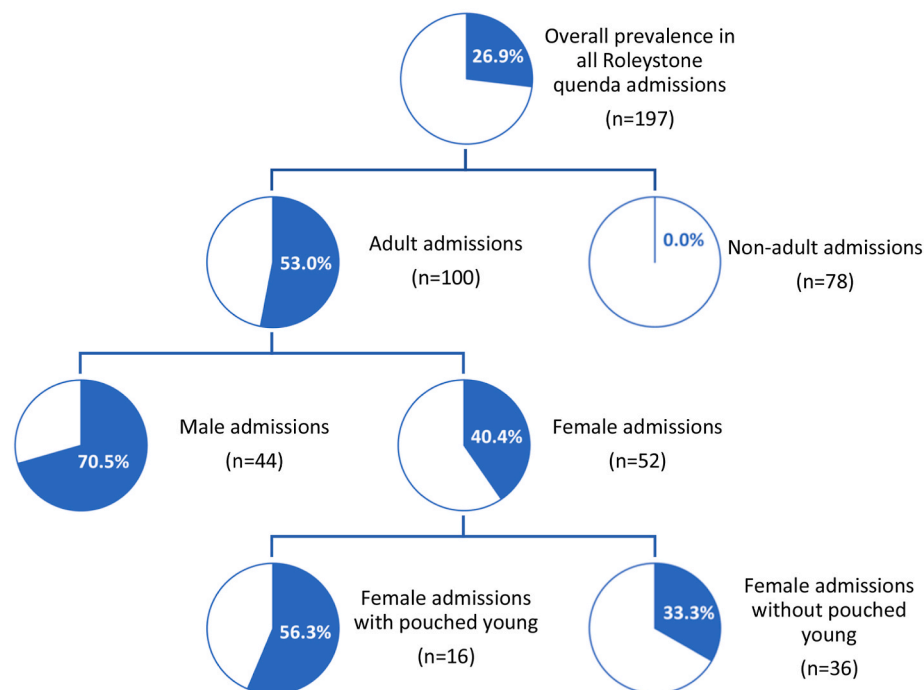 26.9%
Overall prevalence in
all Roleystone
quenda admissions
(n=197)
53.0%
Adult admissions
(n=100)
0.0%
Non-adult admissions
(n=78)
70.5%
Male admissions
(n=44)
40.4%
Female admissions
(n=52)
56.3%
Female admissions
with pouched young
(n=16)
33.3%
Female admissions
without pouched
young
(n=36)